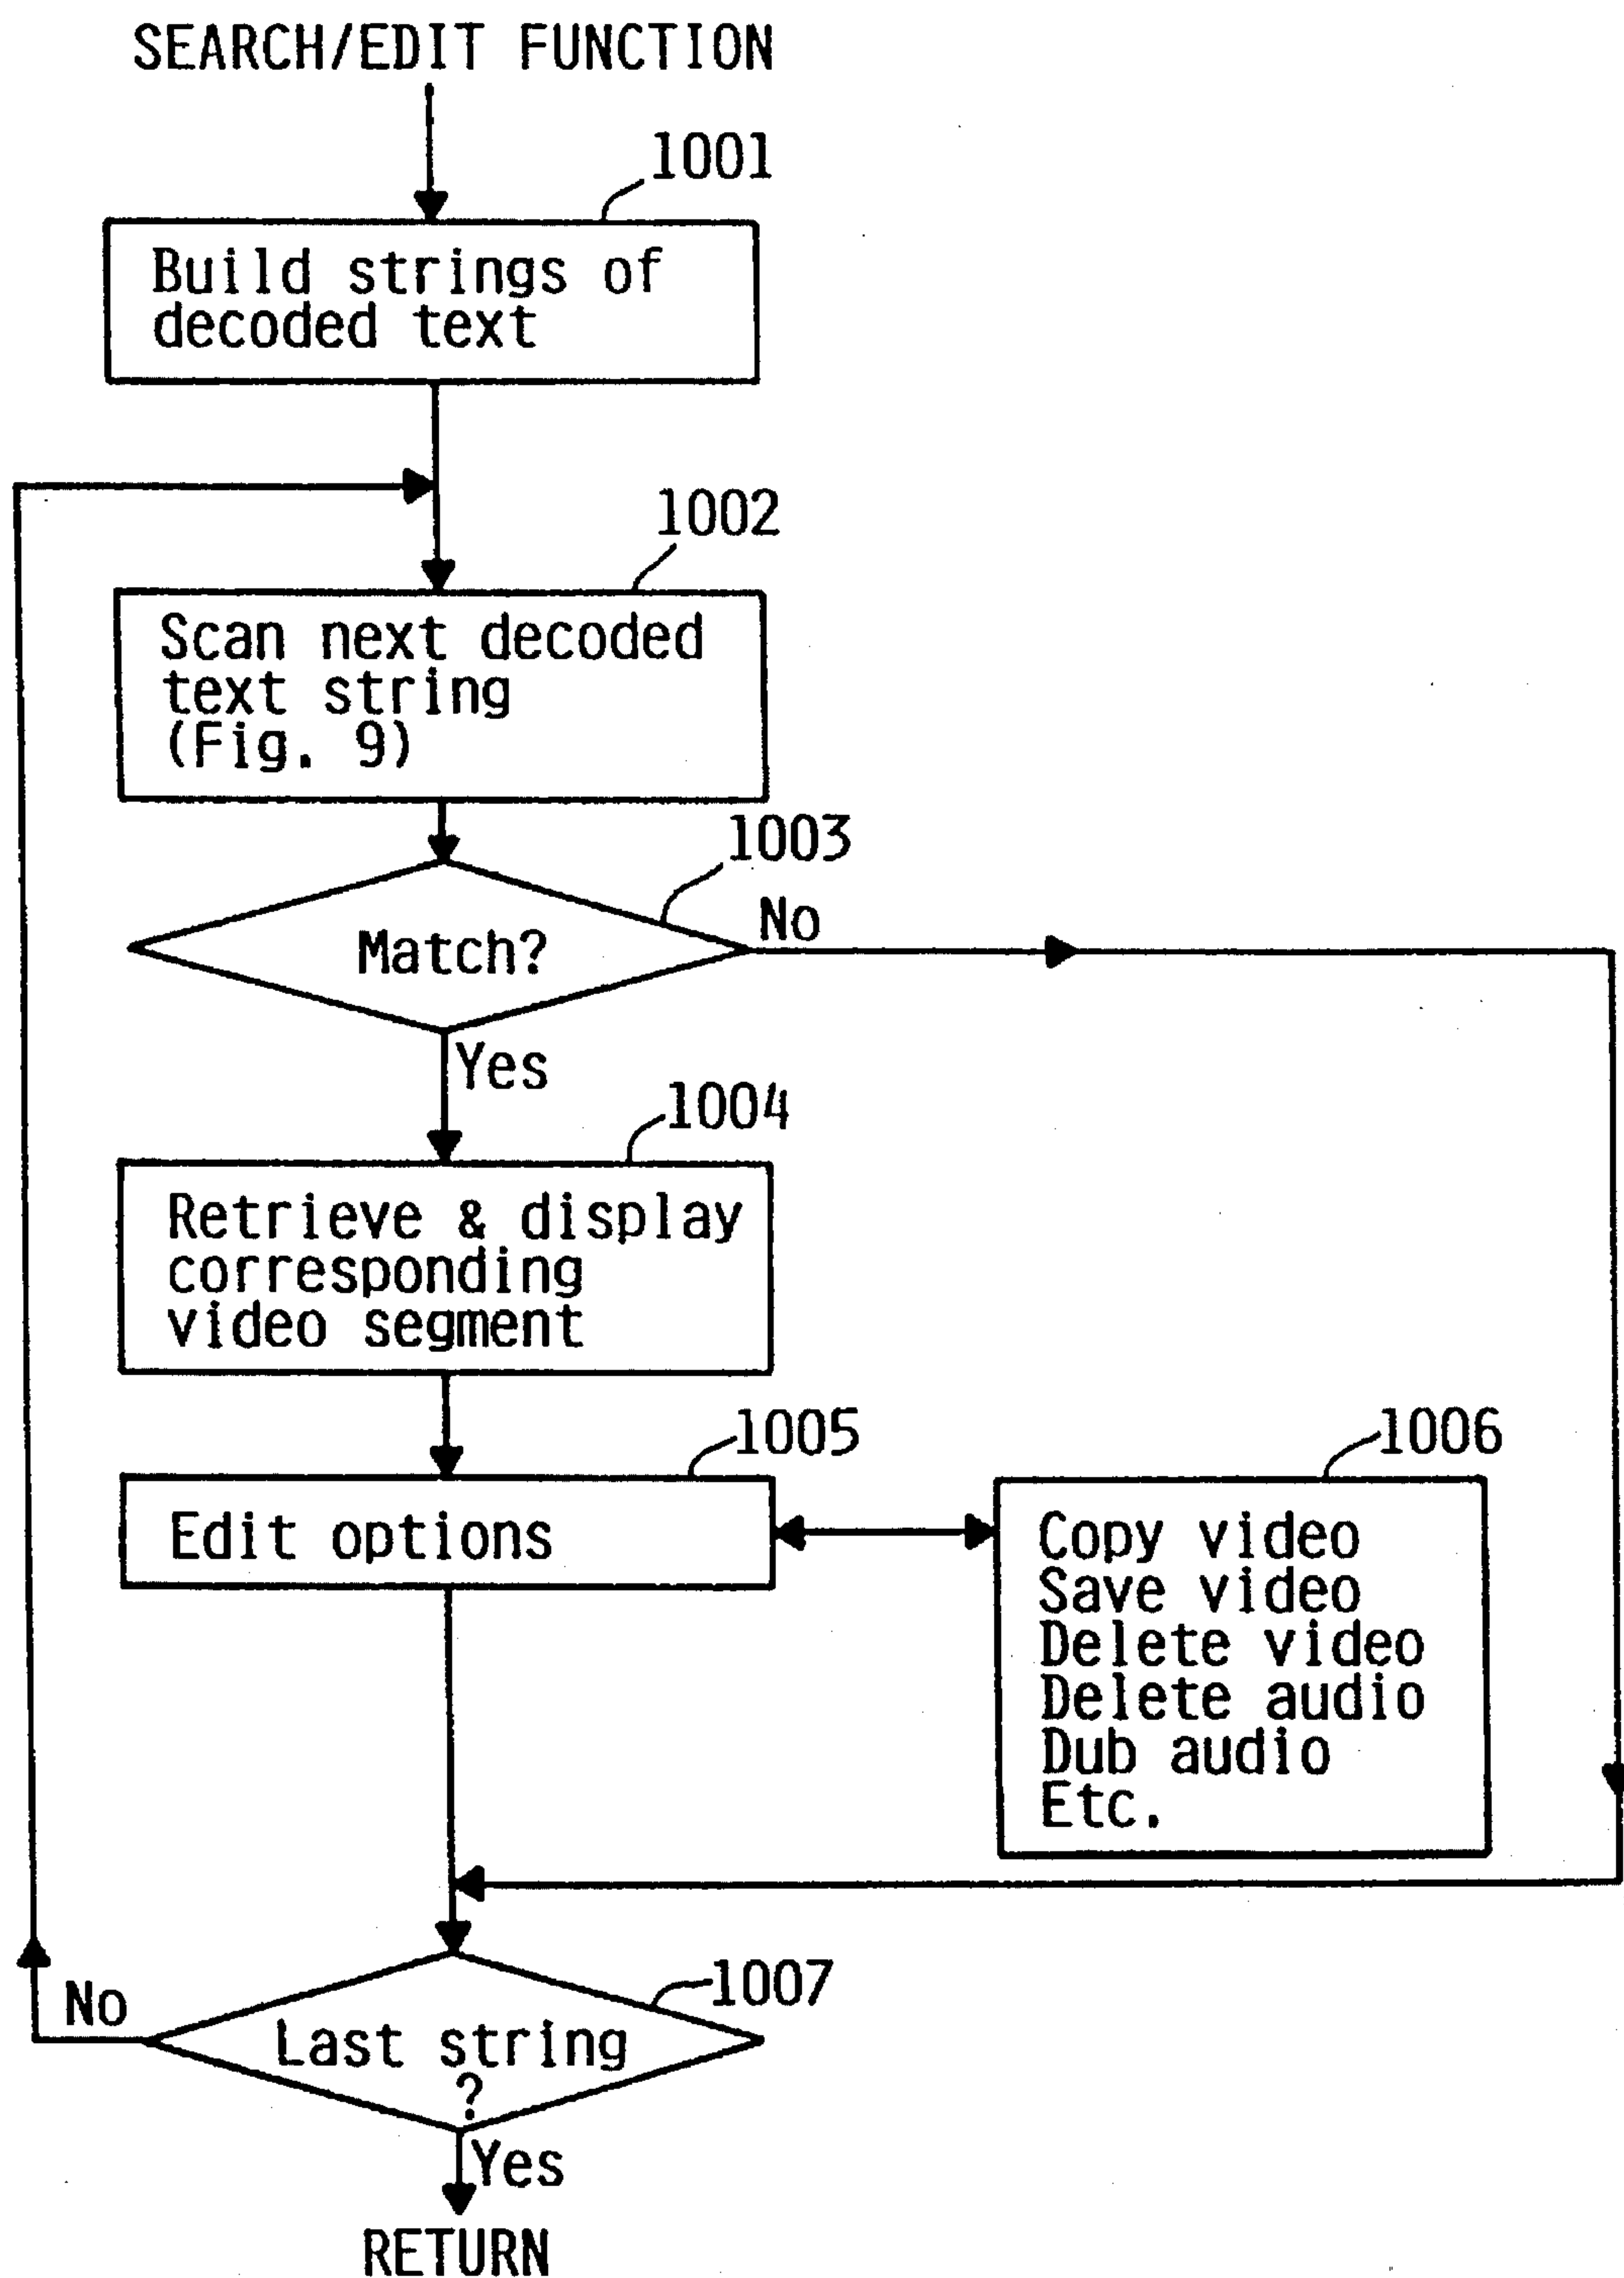 SEARCH/EDIT FUNCTION
1001
Build strings of
decoded text
1002
Scan next decoded
text string
(Fig. 9)
1003
Match?
No
Yes
1004
Retrieve & display
corresponding
video segment
1005
Edit options
1006
Copy video
Save video
Delete video
Delete audio
Dub audio
Etc.
1007
Last string
?
No
Yes
RETURN